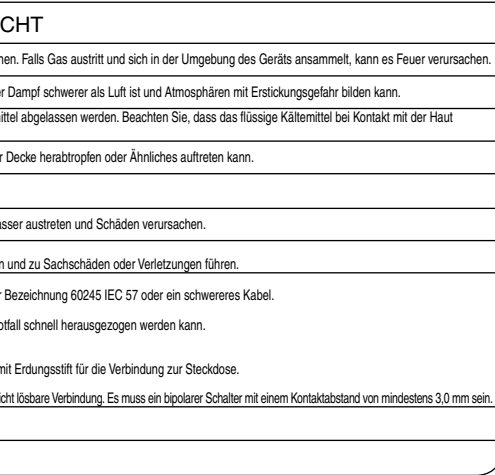 CHT
hen. Falls Gas austritt und sich in der Umgebung des Geräts ansammelt, kann es Feuer verursachen.
er Dampf schwerer als Luft ist und Atmosphären mit Erstickungsgefahr bilden kann.
ittel abgelassen werden. Beachten Sie, dass das flüssige Kältemittel bei Kontakt mit der Haut
r Decke herabtropfen oder Ähnliches auftreten kann.
asser austreten und Schäden verursachen.
n und zu Sachschäden oder Verletzungen führen.
r Bezeichnung 60245 IEC 57 oder ein schwereres Kabel.
otfall schnell herausgezogen werden kann.
mit Erdungsstift für die Verbindung zur Steckdose.
icht lösbare Verbindung. Es muss ein bipolarer Schalter mit einem Kontaktabstand von mindestens 3,0 mm sein.